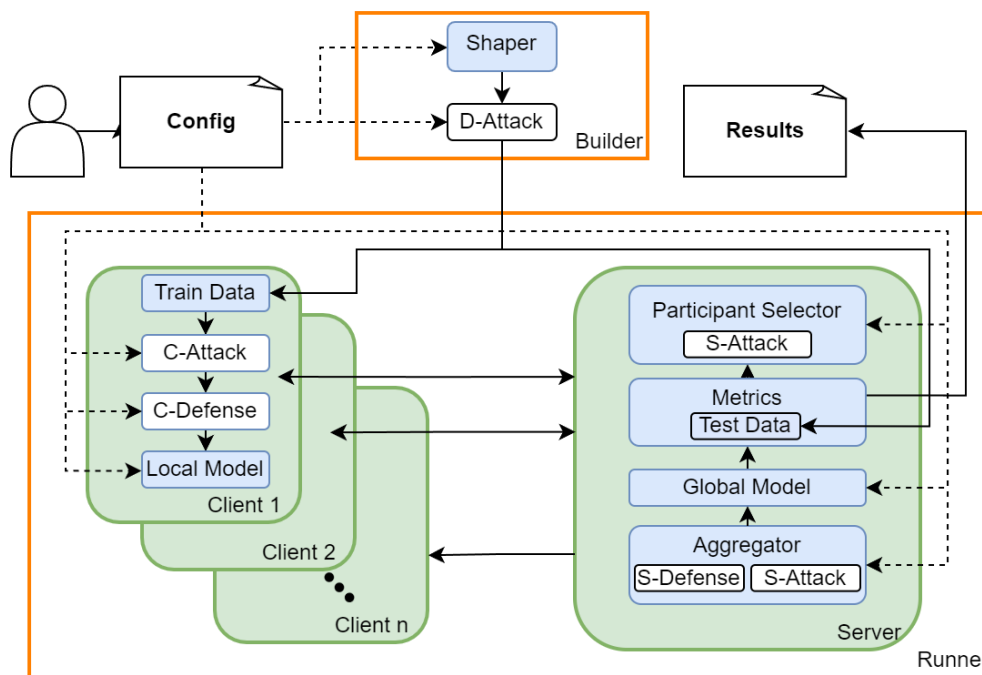 Shaper
Config
D-Attack
Results
Builder
Train Data
C-Attack
C-Defense
Local Model
Client 1
Client 2
Client n
Participant Selector
S-Attack
Metrics
Test Data
Global Model
Aggregator
S-Defense
S-Attack
Server
Runne